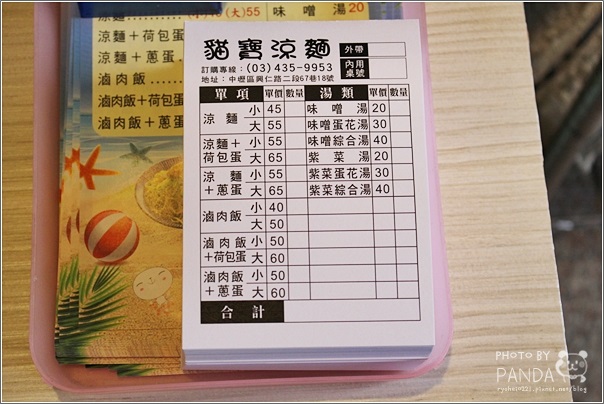 (大)55 味噌湯20
涼麵+荷包蛋
涼麵+蔥蛋
滷肉飯
滷肉飯+荷包蛋
滷肉飯+蔥蛋
貓寶涼麵
訂購專線：(03) 435-9953
地址：中壢區興仁路二段67巷18號
外帶
內用桌號
單項 單價 數量 湯類 單價 數量
涼麵 小 45 味噌湯 20
大 55 味噌蛋花湯 30
涼麵+荷包蛋 小 55 味噌綜合湯 40
大 65 紫菜湯 20
涼麵+蔥蛋 小 55 紫菜蛋花湯 30
大 65 紫菜綜合湯 40
滷肉飯 小 40
大 50
滷肉飯+荷包蛋 小 50
大 60
滷肉飯+蔥蛋 小 50
大 60
合計
PHOTO BY
PANDA